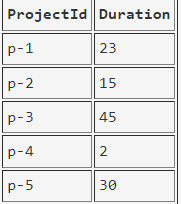 ProjectId Duration
p-1 23
p-2 15
p-3 45
p-4 2
p-5 30